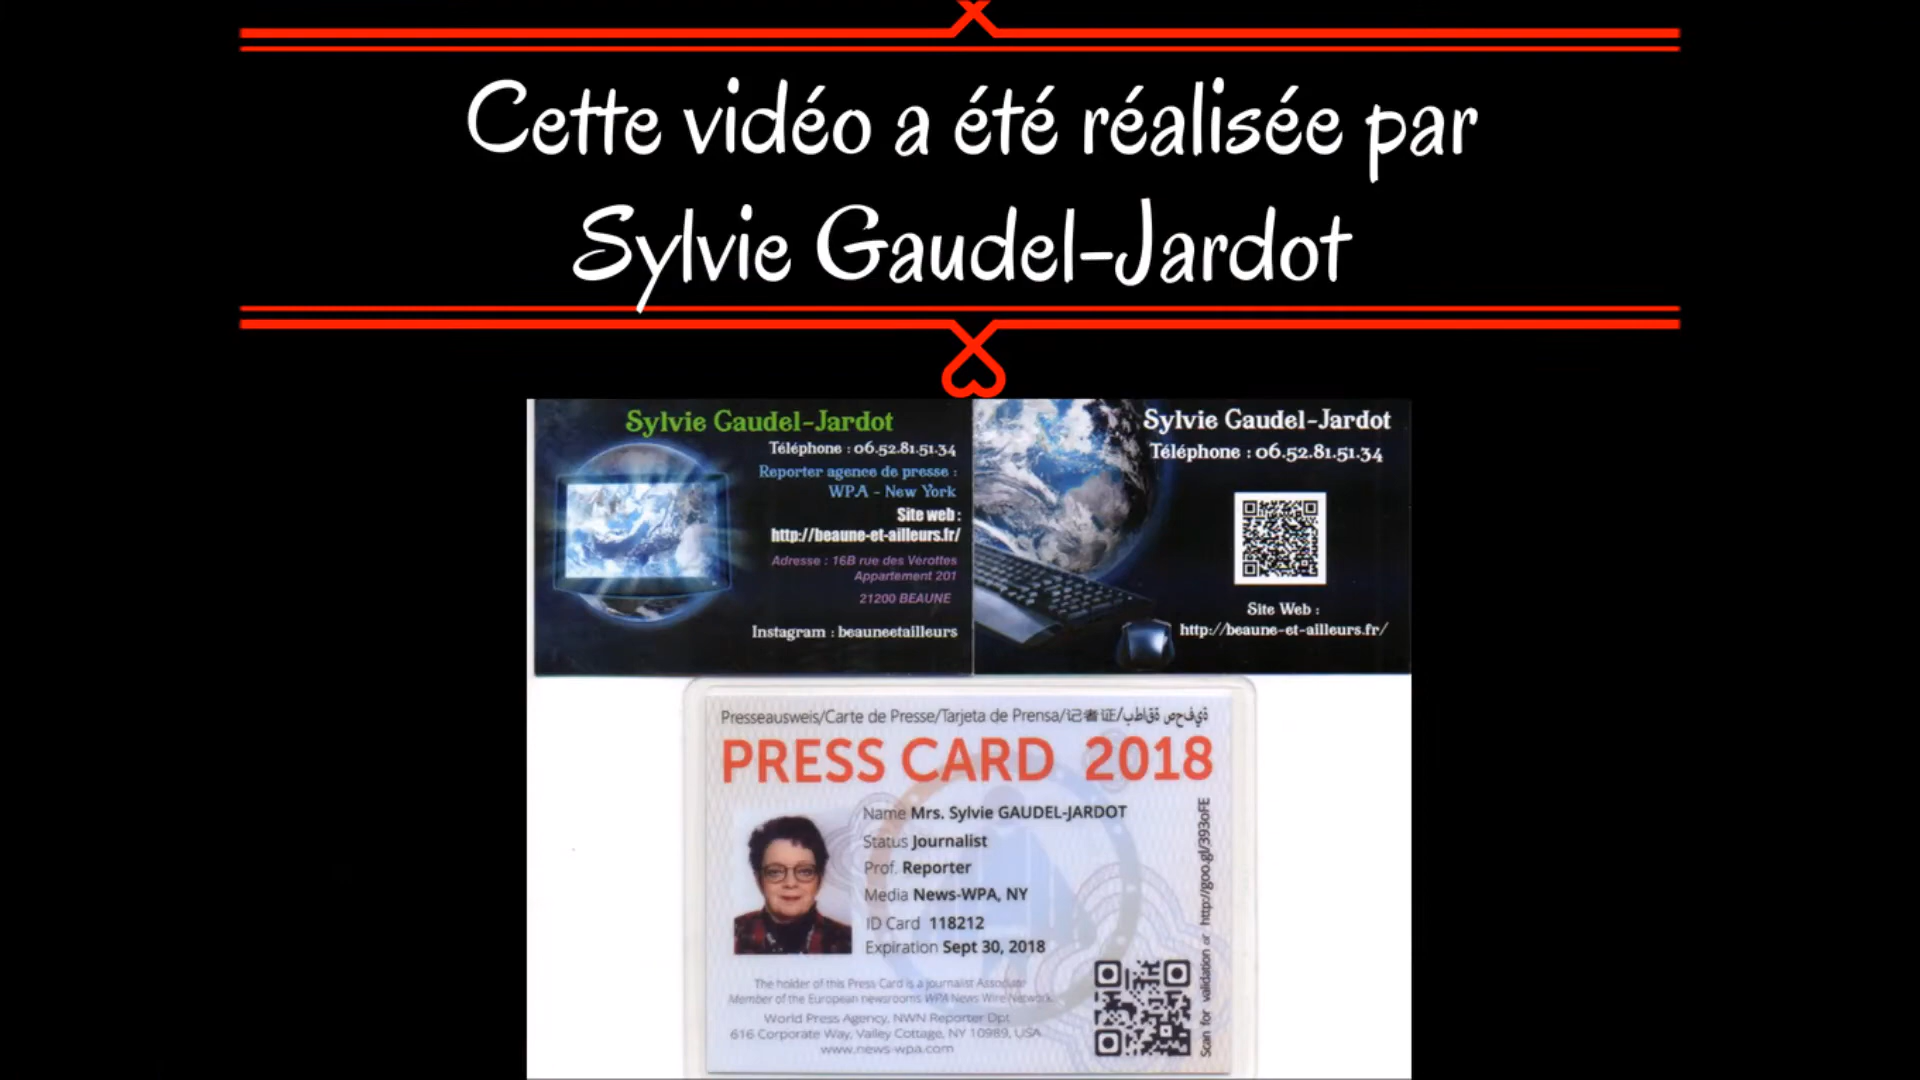 Cette vidéo a été réalisée par
Sylvie Gaudel-Jardot
Sylvie Gaudel-Jardot
Téléphone : 06.52.81.51.34
Reporter agence de presse :
WPA - New York
Site web :
http://beaune-et-ailleurs.fr/
Adresse : 16B rue des Vérottes
Appartement 201
21200 BEAUNE
Instagram : beauneetailleurs
Sylvie Gaudel-Jardot
Téléphone : 06.52.81.51.34
Site Web :
http://beaune-et-ailleurs.fr/
Presseausweis/Carte de Presse/Tarjeta de Prensa/记者证/ةيفحص ةقاطب
PRESS CARD 2018
Name Mrs. Sylvie GAUDEL-JARDOT
Status Journalist
Prof. Reporter
Media News-WPA, NY
ID Card 118212
Expiration Sept 30, 2018
The holder of this Press Card is a journalist Associate
Member of the European newsrooms WPA News Wire Network.
World Press Agency, NWN Reporter Dpt
616 Corporate Way, Valley Cottage, NY 10989, USA
www.news-wpa.com
Scan for validation or http://goo.gl/393oFE